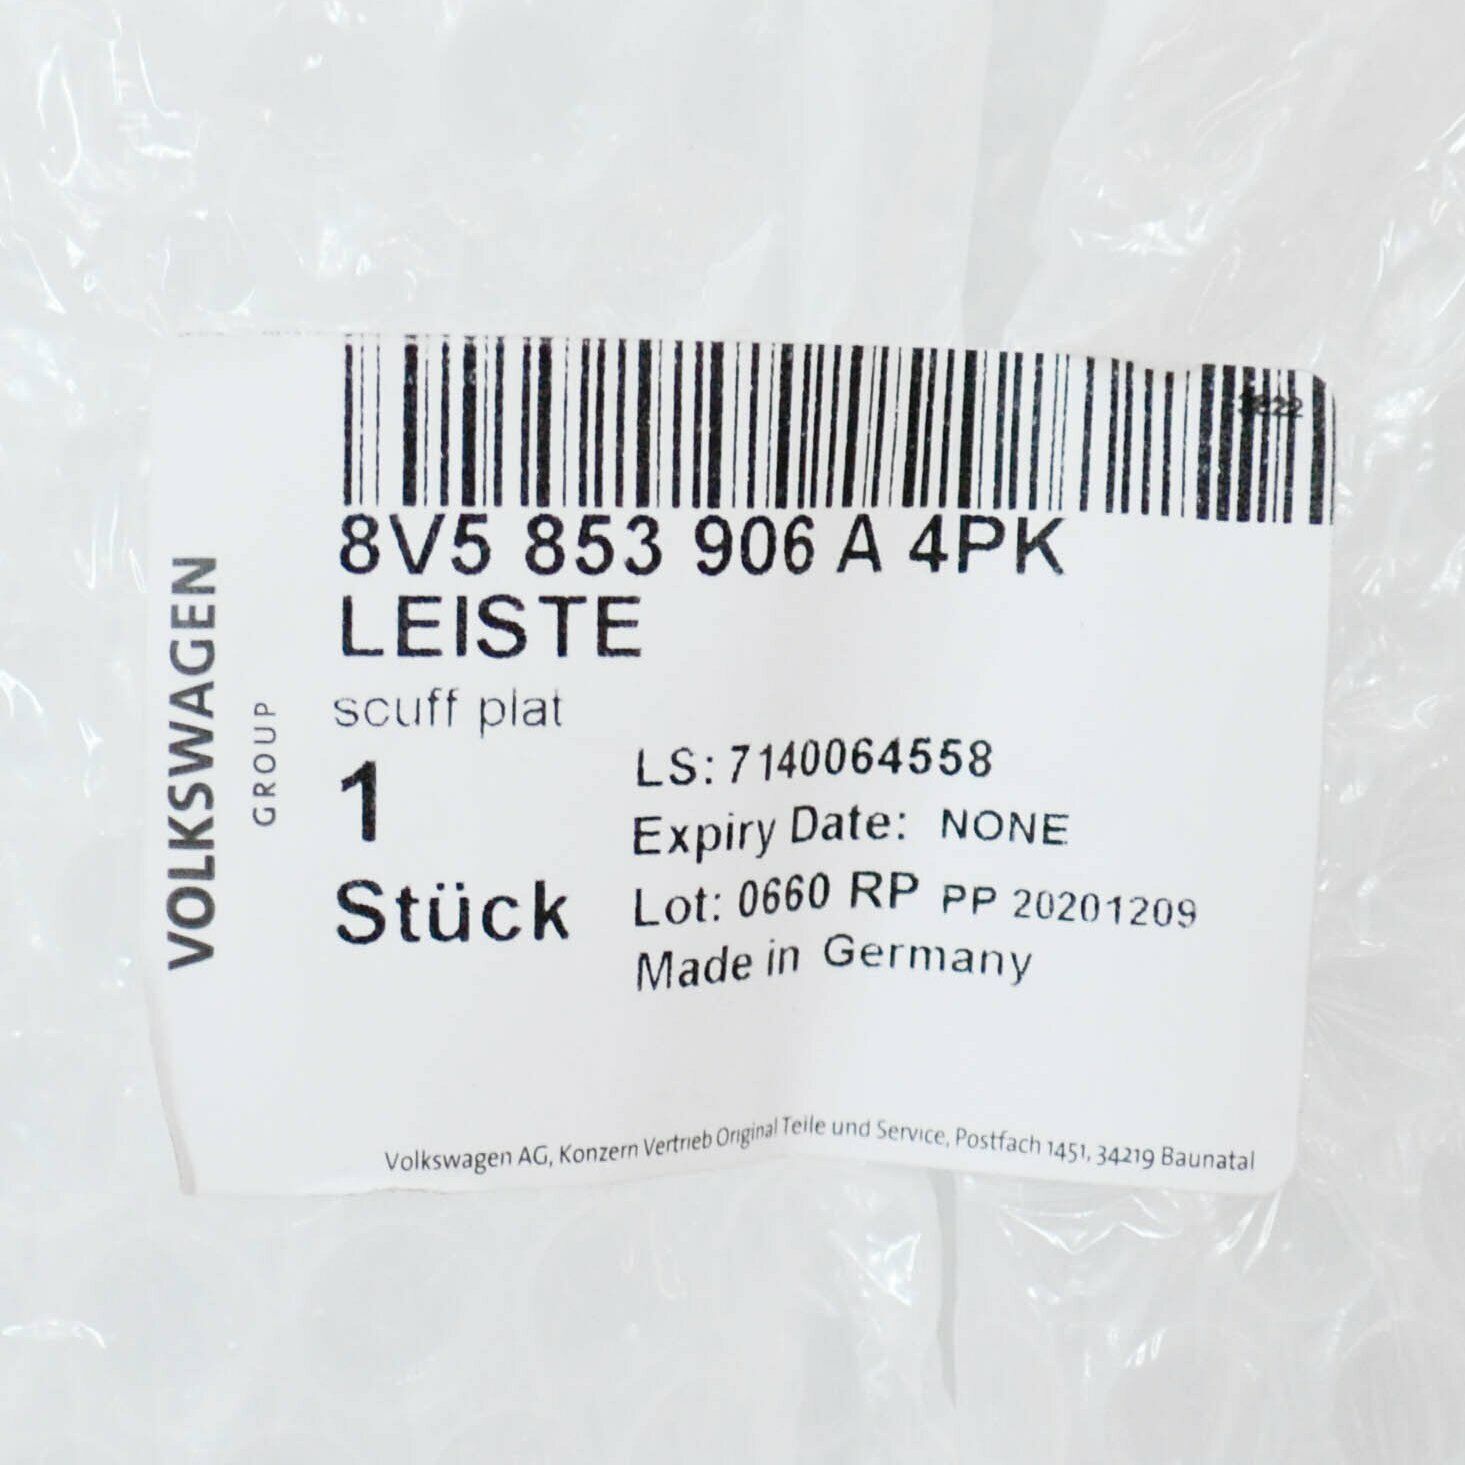 3822
8V5 853 906 A 4PK
LEISTE
scuff plat
1
Stück
LS: 7140064558
Expiry Date: NONE
Lot: 0660 RP PP 20201209
Made in Germany
VOLKSWAGEN
GROUP
Volkswagen AG, Konzern Vertrieb Original Teile und Service, Postfach 1451, 34219 Baunatal